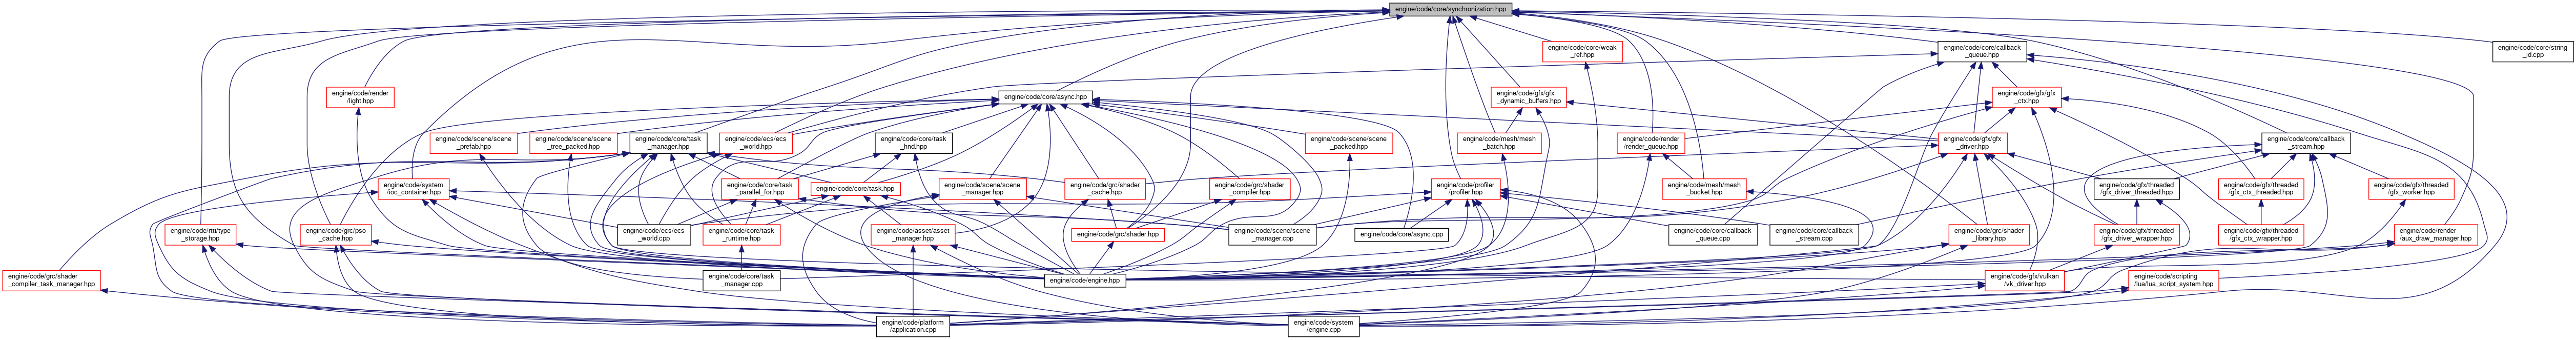 engine/code/core/synchronization.hpp
engine/code/core/weak
_ref.hpp
engine/code/core/callback
_queue.hpp
engine/code/core/string
_id.cpp
engine/code/render
/light.hpp
engine/code/core/async.hpp
engine/code/gfx/gfx
_dynamic_buffers.hpp
engine/code/gfx/gfx
_ctx.hpp
engine/code/scene/scene
_prefab.hpp
engine/code/scene/scene
_tree_packed.hpp
engine/code/core/task
_manager.hpp
engine/code/ecs/ecs
_world.hpp
engine/code/core/task
_hnd.hpp
engine/code/scene/scene
_packed.hpp
engine/code/mesh/mesh
_batch.hpp
engine/code/render
/render_queue.hpp
engine/code/gfx/gfx
_driver.hpp
engine/code/core/callback
_stream.hpp
engine/code/system
/ioc_container.hpp
engine/code/core/task
_parallel_for.hpp
engine/code/core/task.hpp
engine/code/scene/scene
_manager.hpp
engine/code/grc/shader
_cache.hpp
engine/code/grc/shader
_compiler.hpp
engine/code/profiler
/profiler.hpp
engine/code/mesh/mesh
_bucket.hpp
engine/code/gfx/threaded
/gfx_driver_threaded.hpp
engine/code/gfx/threaded
/gfx_ctx_threaded.hpp
engine/code/gfx/threaded
/gfx_worker.hpp
engine/code/rtti/type
_storage.hpp
engine/code/grc/pso
_cache.hpp
engine/code/ecs/ecs
_world.cpp
engine/code/core/task
_runtime.hpp
engine/code/asset/asset
_manager.hpp
engine/code/grc/shader.hpp
engine/code/scene/scene
_manager.cpp
engine/code/core/async.cpp
engine/code/core/callback
_queue.cpp
engine/code/core/callback
_stream.cpp
engine/code/grc/shader
_library.hpp
engine/code/gfx/threaded
/gfx_driver_wrapper.hpp
engine/code/gfx/threaded
/gfx_ctx_wrapper.hpp
engine/code/render
/aux_draw_manager.hpp
engine/code/grc/shader
_compiler_task_manager.hpp
engine/code/core/task
_manager.cpp
engine/code/engine.hpp
engine/code/gfx/vulkan
/vk_driver.hpp
engine/code/scripting
/lua/lua_script_system.hpp
engine/code/platform
/application.cpp
engine/code/system
/engine.cpp